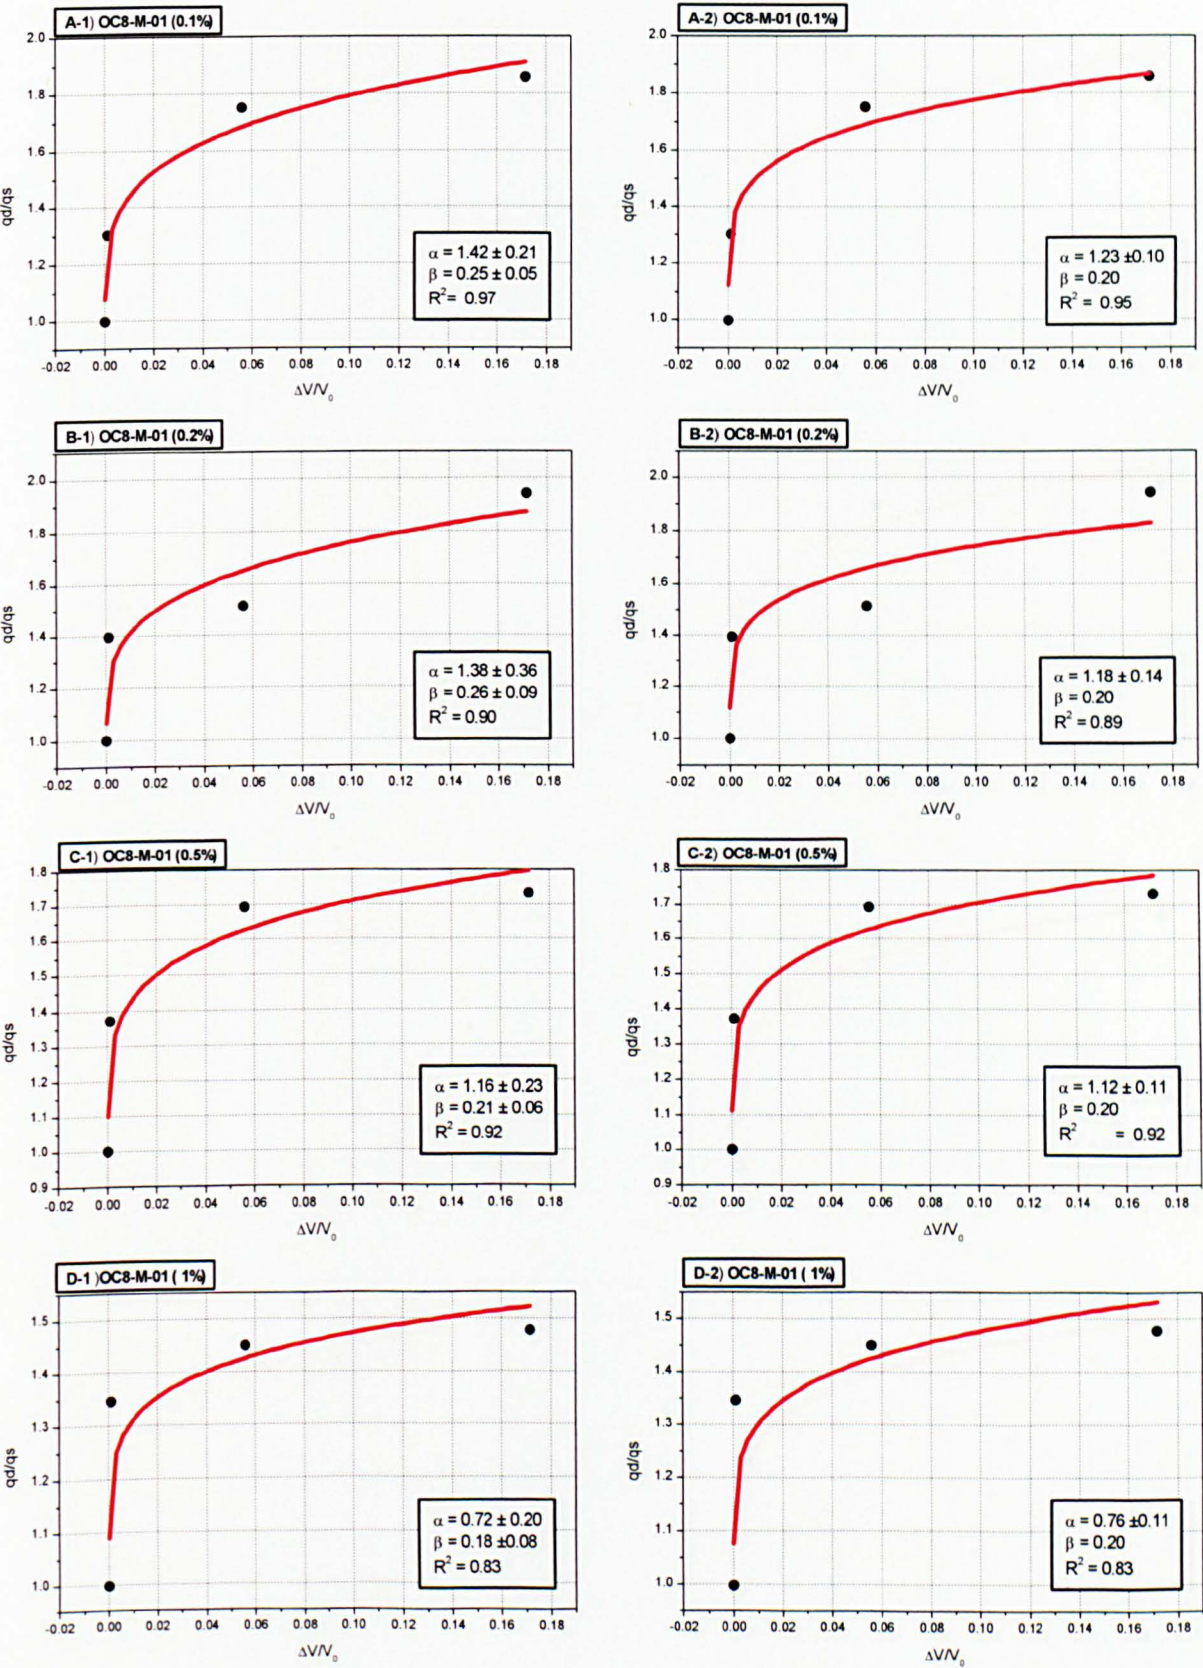 A-1) OC8-M-01 (0.1%)
2.0
1.8
1.6
1.4
1.2
1.0
qd/qs
α = 1.42 ± 0.21
β = 0.25 ± 0.05
R² = 0.97
-0.02 0.00 0.02 0.04 0.06 0.08 0.10 0.12 0.14 0.16 0.18
ΔV/V₀
A-2) OC8-M-01 (0.1%)
2.0
1.8
1.6
1.4
1.2
1.0
qd/qs
α = 1.23 ±0.10
β = 0.20
R² = 0.95
-0.02 0.00 0.02 0.04 0.06 0.08 0.10 0.12 0.14 0.16 0.18
ΔV/V₀
B-1) OC8-M-01 (0.2%)
2.0
1.8
1.6
1.4
1.2
1.0
qd/qs
α = 1.38 ± 0.36
β = 0.26 ± 0.09
R² = 0.90
-0.02 0.00 0.02 0.04 0.06 0.08 0.10 0.12 0.14 0.16 0.18
ΔV/V₀
B-2) OC8-M-01 (0.2%)
2.0
1.8
1.6
1.4
1.2
1.0
qd/qs
α = 1.18 ± 0.14
β = 0.20
R² = 0.89
-0.02 0.00 0.02 0.04 0.06 0.08 0.10 0.12 0.14 0.16 0.18
ΔV/V₀
C-1) OC8-M-01 (0.5%)
1.8
1.7
1.6
1.5
1.4
1.3
1.2
1.1
1.0
0.9
qd/qs
α = 1.16 ± 0.23
β = 0.21 ± 0.06
R² = 0.92
-0.02 0.00 0.02 0.04 0.06 0.08 0.10 0.12 0.14 0.16 0.18
ΔV/V₀
C-2) OC8-M-01 (0.5%)
1.8
1.7
1.6
1.5
1.4
1.3
1.2
1.1
1.0
0.9
qd/qs
α = 1.12 ± 0.11
β = 0.20
R² = 0.92
-0.02 0.00 0.02 0.04 0.06 0.08 0.10 0.12 0.14 0.16 0.18
ΔV/V₀
D-1 )OC8-M-01 ( 1%)
1.5
1.4
1.3
1.2
1.1
1.0
qd/qs
α = 0.72 ± 0.20
β = 0.18 ±0.08
R² = 0.83
-0.02 0.00 0.02 0.04 0.06 0.08 0.10 0.12 0.14 0.16 0.18
ΔV/V₀
D-2) OC8-M-01 ( 1%)
1.5
1.4
1.3
1.2
1.1
1.0
qd/qs
α = 0.76 ±0.11
β = 0.20
R² = 0.83
-0.02 0.00 0.02 0.04 0.06 0.08 0.10 0.12 0.14 0.16 0.18
ΔV/V₀